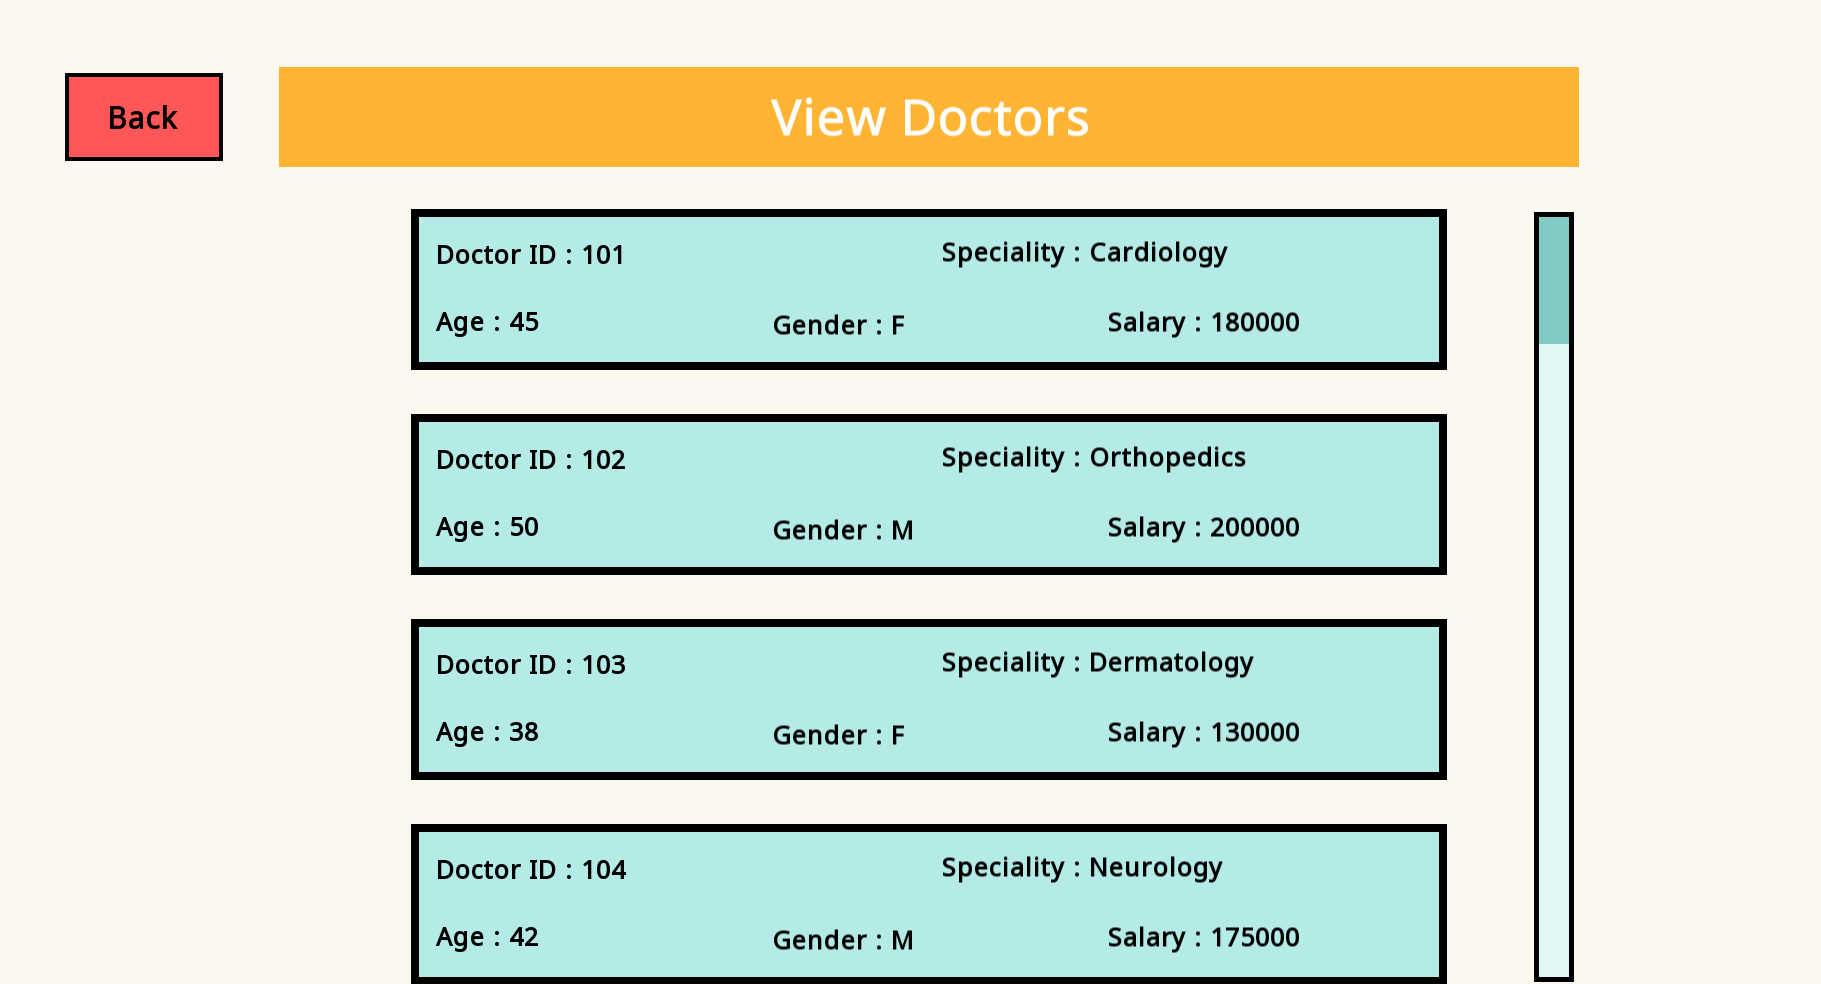 Back
View Doctors
Doctor ID : 101
Speciality : Cardiology
Age : 45
Gender : F
Salary : 180000
Doctor ID : 102
Speciality : Orthopedics
Age : 50
Gender : M
Salary : 200000
Doctor ID : 103
Speciality : Dermatology
Age : 38
Gender : F
Salary : 130000
Doctor ID : 104
Speciality : Neurology
Age : 42
Gender : M
Salary : 175000